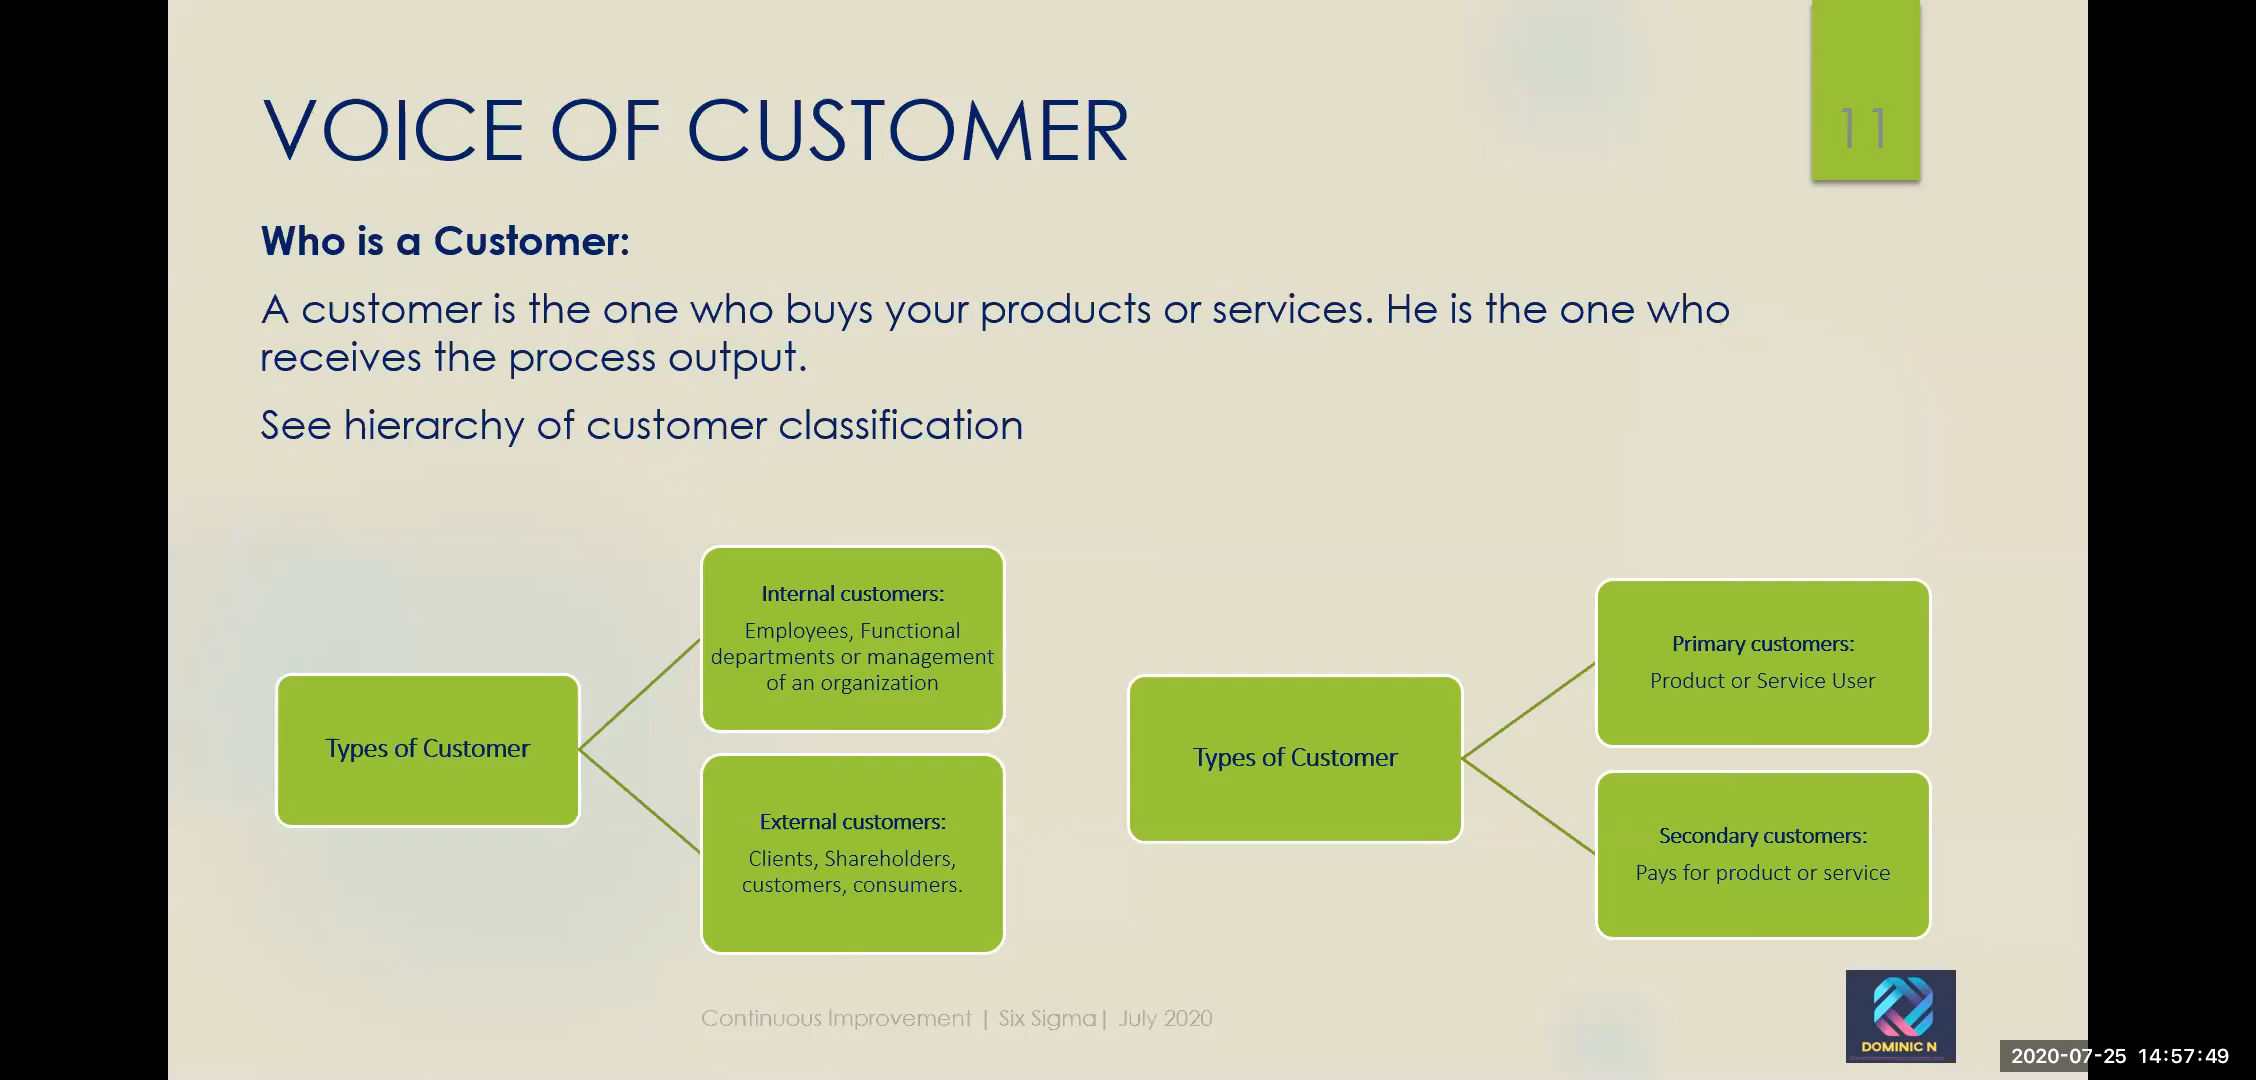 VOICE OF CUSTOMER
11
Who is a Customer:
A customer is the one who buys your products or services. He is the one who
receives the process output.
See hierarchy of customer classification
Types of Customer
Internal customers:
Employees, Functional
departments or management
of an organization
External customers:
Clients, Shareholders,
customers, consumers.
Types of Customer
Primary customers:
Product or Service User
Secondary customers:
Pays for product or service
Continuous Improvement | Six Sigma| July 2020
DOMINIC N
2020-07-25 14:57:49